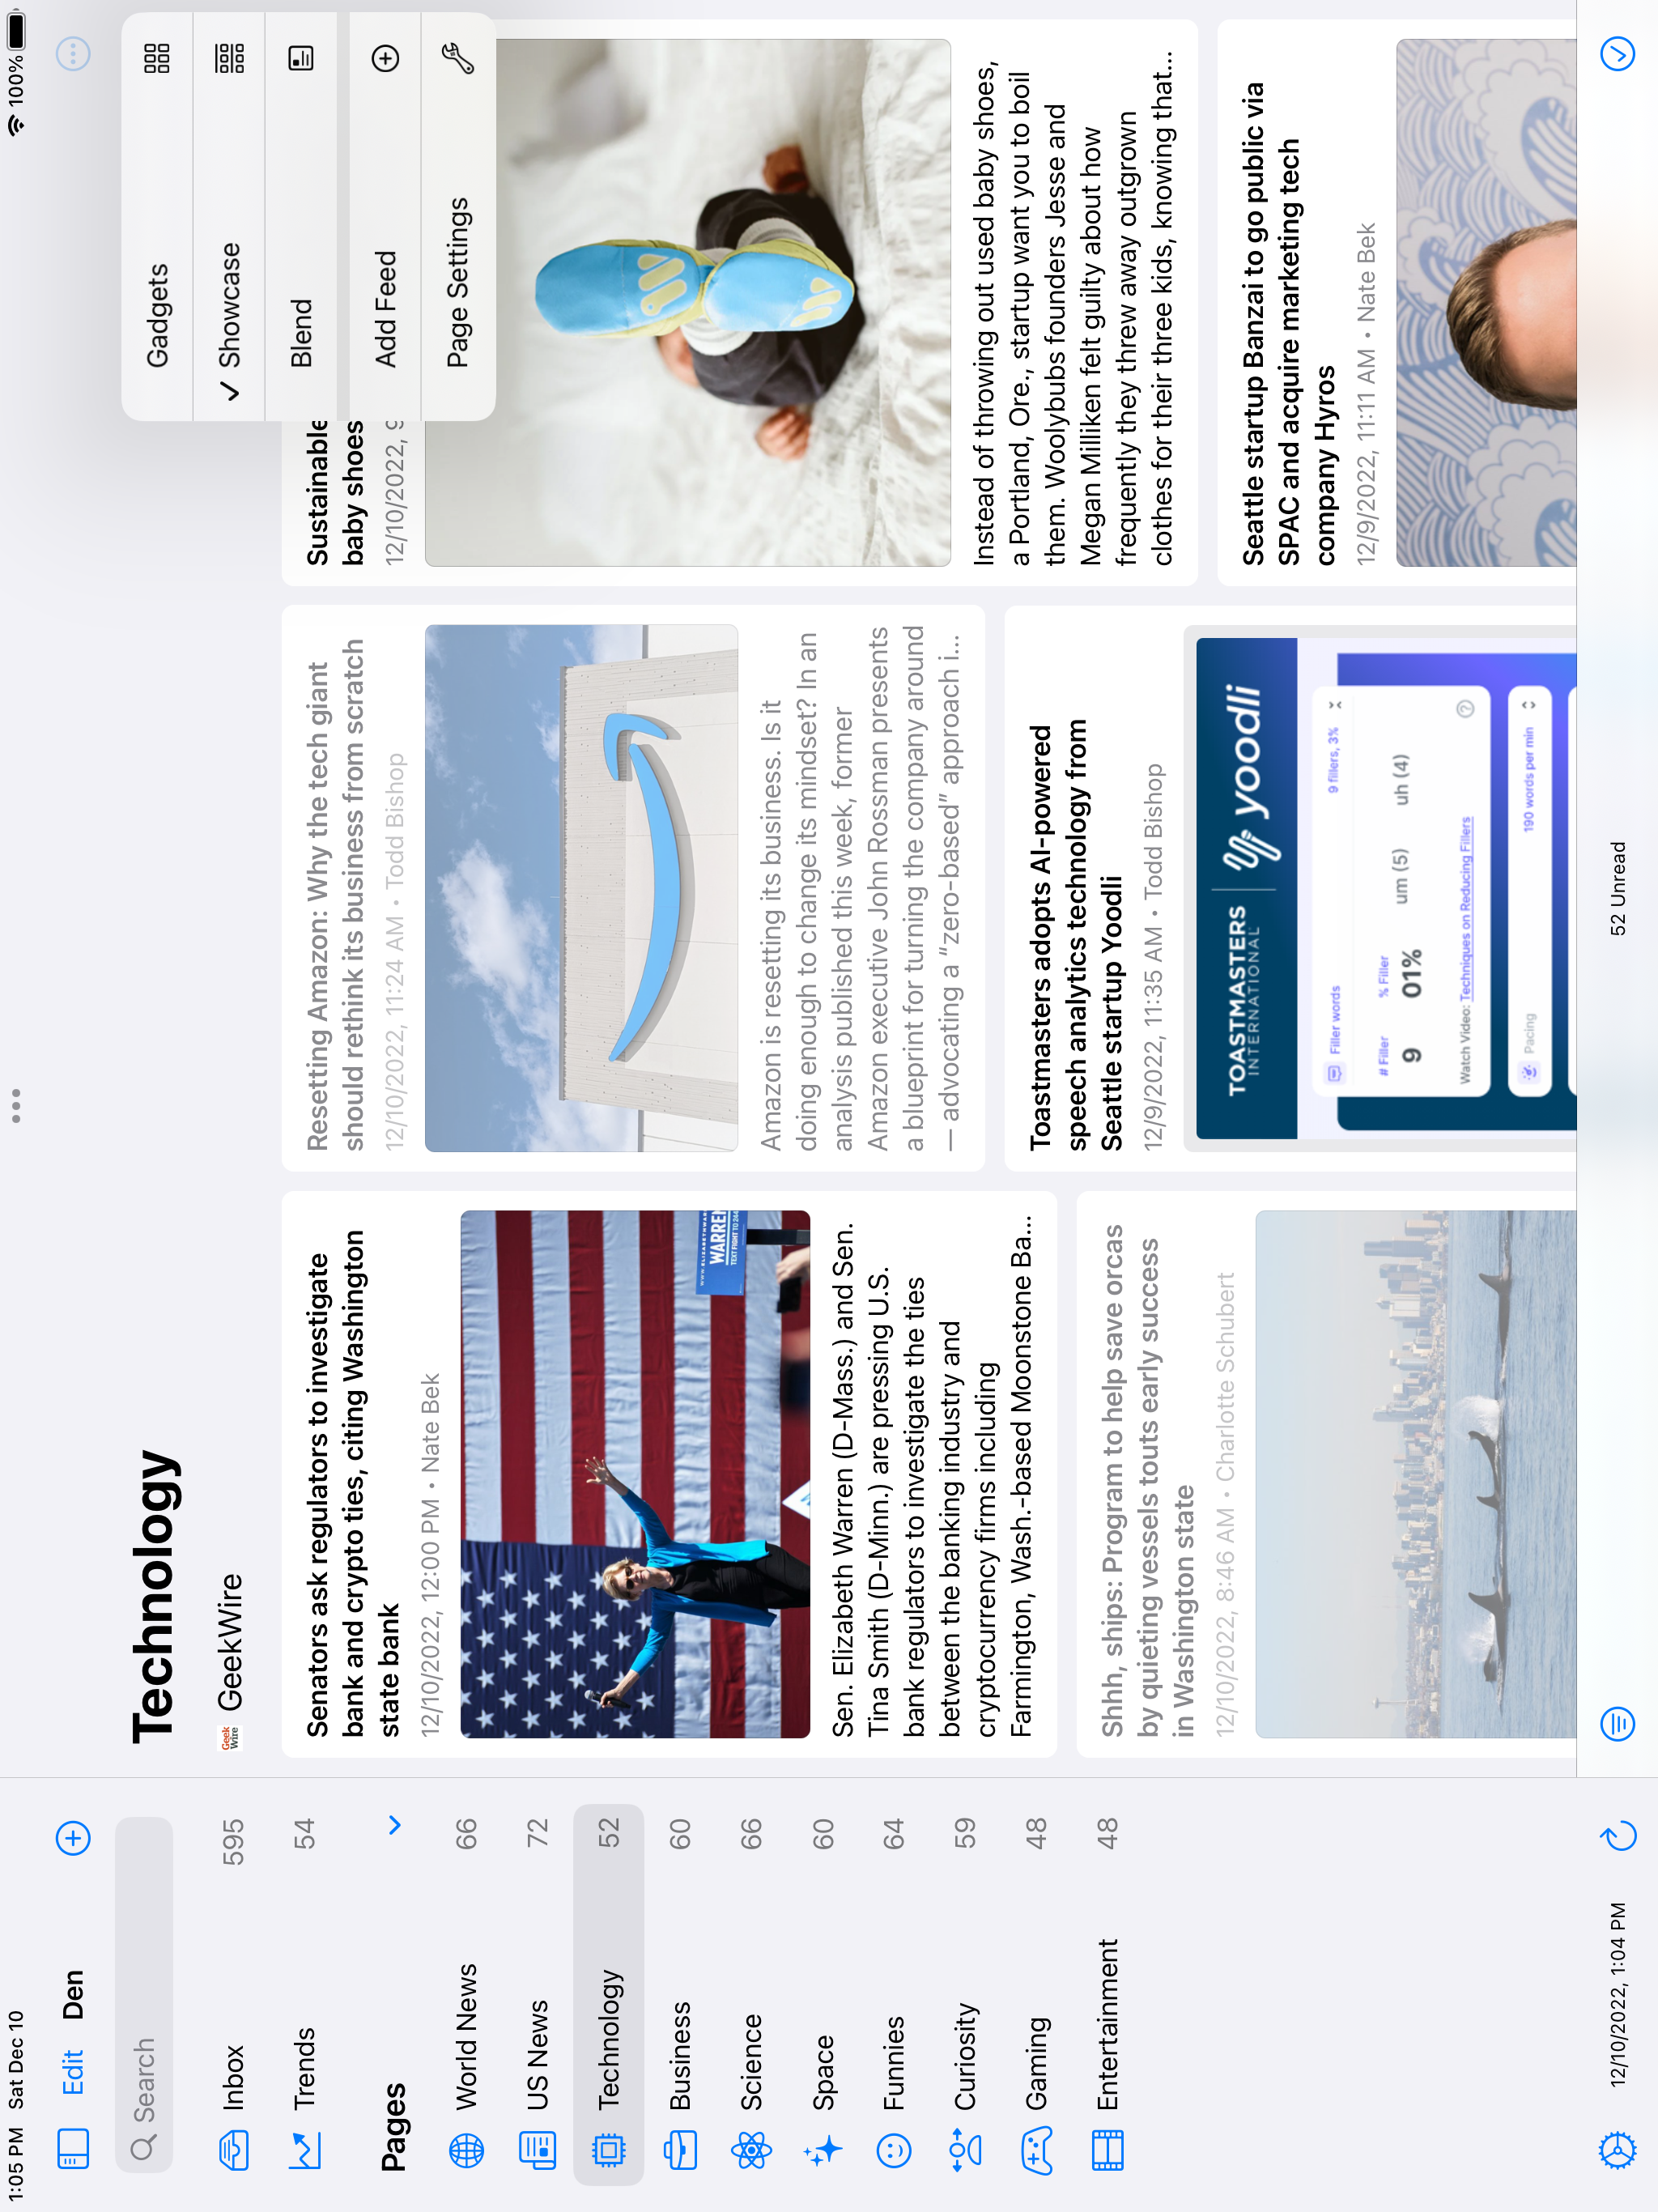 1:05 PM Sat Dec 10
100%
Edit
Den
Search
Inbox 595
Trends 54
Pages
World News 66
US News 72
Technology 52
Business 60
Science 66
Space 60
Funnies 64
Curiosity 59
Gaming 48
Entertainment 48
12/10/2022, 1:04 PM
Technology
Geek
Wire
GeekWire
Senators ask regulators to investigate
bank and crypto ties, citing Washington
state bank
12/10/2022, 12:00 PM • Nate Bek
WWW.ELIZABETHWAR
WARREN
TEXT FIGHT TO 244
Sen. Elizabeth Warren (D-Mass.) and Sen.
Tina Smith (D-Minn.) are pressing U.S.
bank regulators to investigate the ties
between the banking industry and
cryptocurrency firms including
Farmington, Wash.-based Moonstone Ba...
Shhh, ships: Program to help save orcas
by quieting vessels touts early success
in Washington state
12/10/2022, 8:46 AM • Charlotte Schubert
Resetting Amazon: Why the tech giant
should rethink its business from scratch
12/10/2022, 11:24 AM • Todd Bishop
Amazon is resetting its business. Is it
doing enough to change its mindset? In an
analysis published this week, former
Amazon executive John Rossman presents
a blueprint for turning the company around
— advocating a “zero-based” approach i...
Toastmasters adopts AI-powered
speech analytics technology from
Seattle startup Yoodli
12/9/2022, 11:35 AM • Todd Bishop
TOASTMASTERS
INTERNATIONAL
yoodli
Filler words
9 fillers, 3%
# Filler
% Filler
9
01%
um (5)
uh (4)
Watch Video: Techniques on Reducing Fillers
Pacing
190 words per min
Gadgets
Showcase
Blend
Add Feed
Page Settings
Sustainable
baby shoes
12/10/2022, 9
Instead of throwing out used baby shoes,
a Portland, Ore., startup want you to boil
them. Woolybubs founders Jesse and
Megan Milliken felt guilty about how
frequently they threw away outgrown
clothes for their three kids, knowing that...
Seattle startup Banzai to go public via
SPAC and acquire marketing tech
company Hyros
12/9/2022, 11:11 AM • Nate Bek
52 Unread